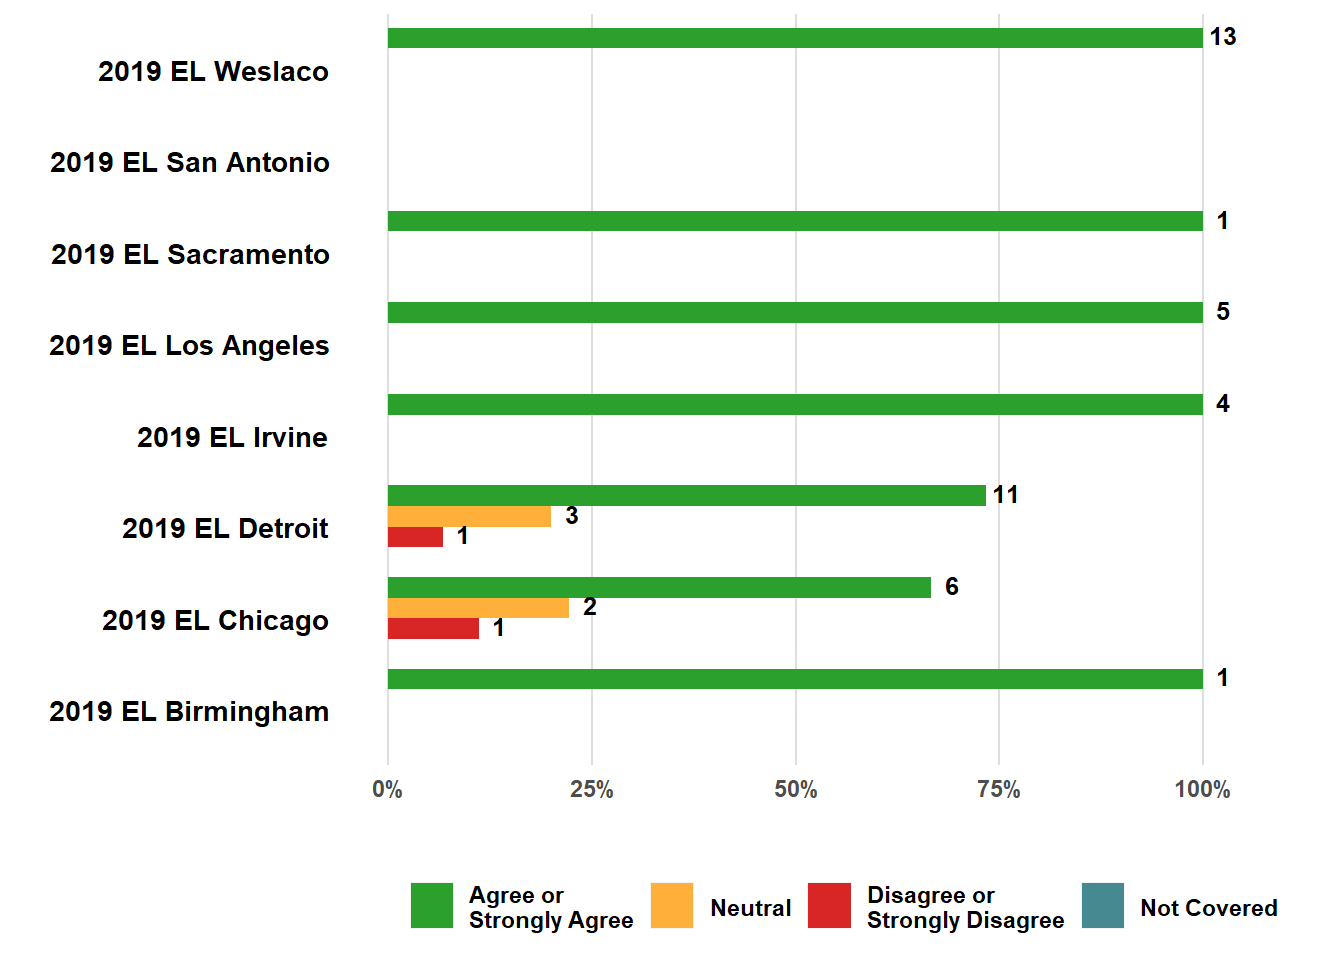 13
2019 EL Weslaco
2019 EL San Antonio
1
2019 EL Sacramento
5
2019 EL Los Angeles
4
2019 EL Irvine
11
3
2019 EL Detroit
1
6
2
2019 EL Chicago
1
1
2019 EL Birmingham
0% 25% 50% 75% 100%
Agree or
Strongly Agree
Neutral
Disagree or
Strongly Disagree
Not Covered